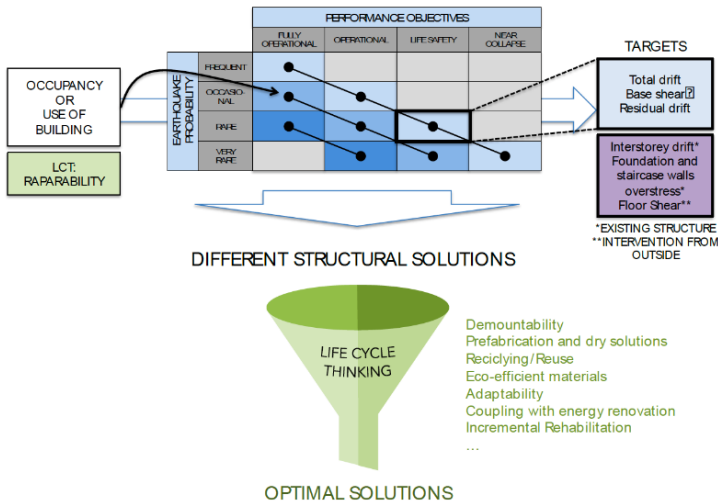 PERFORMANCE OBJECTIVES
FULLY
OPERATIONAL
OPERATIONAL
LIFE SAFETY
NEAR
COLLAPSE
EARTHQUAKE
PROBABILITY
FREQUENT
OCCASIO-
NAL
RARE
VERY
RARE
OCCUPANCY
OR
USE OF
BUILDING
LCT:
RAPARABILITY
TARGETS
Total drift
Base shear
Residual drift
Interstorey drift*
Foundation and
staircase walls
overstress*
Floor Shear**
*EXISTING STRUCTURE
**INTERVENTION FROM
OUTSIDE
DIFFERENT STRUCTURAL SOLUTIONS
LIFE CYCLE
THINKING
Demountability
Prefabrication and dry solutions
Reciclying/Reuse
Eco-efficient materials
Adaptability
Coupling with energy renovation
Incremental Rehabilitation
…
OPTIMAL SOLUTIONS